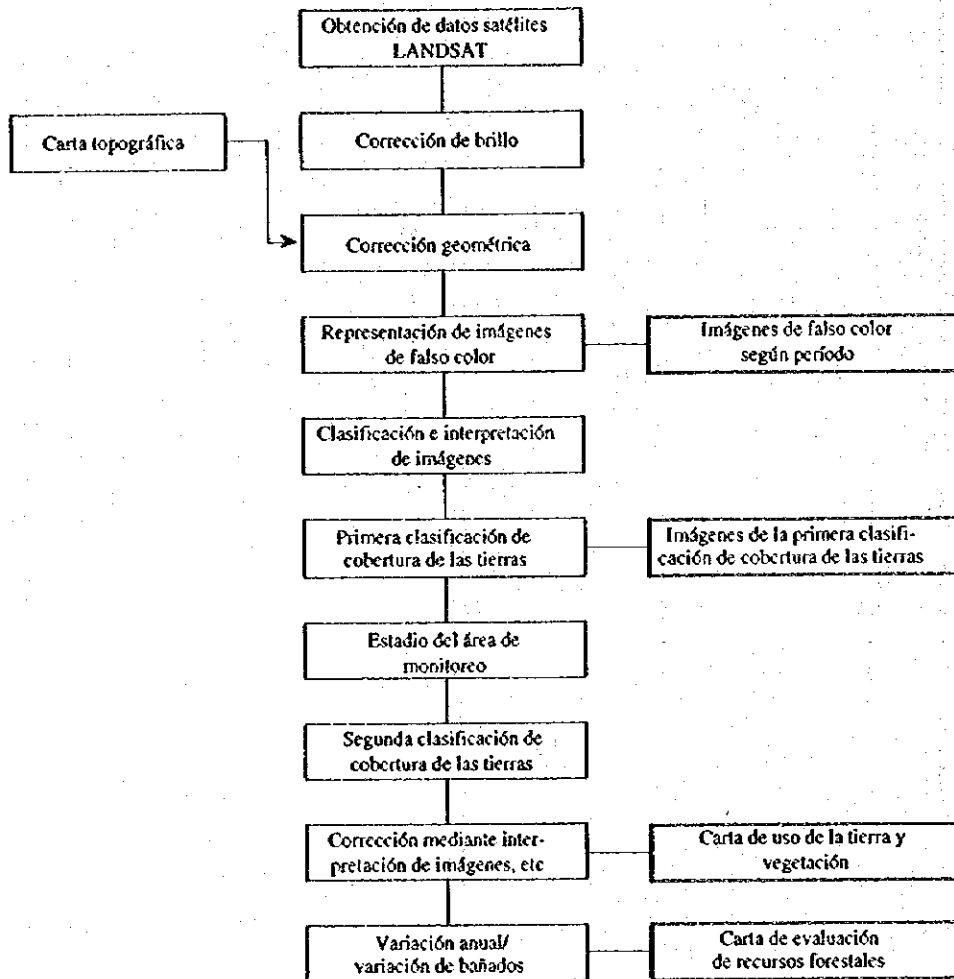 Obtención de datos satélites
LANDSAT
Carta topográfica
Corrección de brillo
Corrección geométrica
Representación de imágenes
de falso color
Imágenes de falso color
según período
Clasificación e interpretación
de imágenes
Primera clasificación de
cobertura de las tierras
Imágenes de la primera clasifi-
cación de cobertura de las tierras
Estadio del área de
monitoreo
Segunda clasificación de
cobertura de las tierras
Corrección mediante inter-
pretación de imágenes, etc
Carta de uso de la tierra y
vegetación
Variación anual/
variación de bañados
Carta de evaluación
de recursos forestales